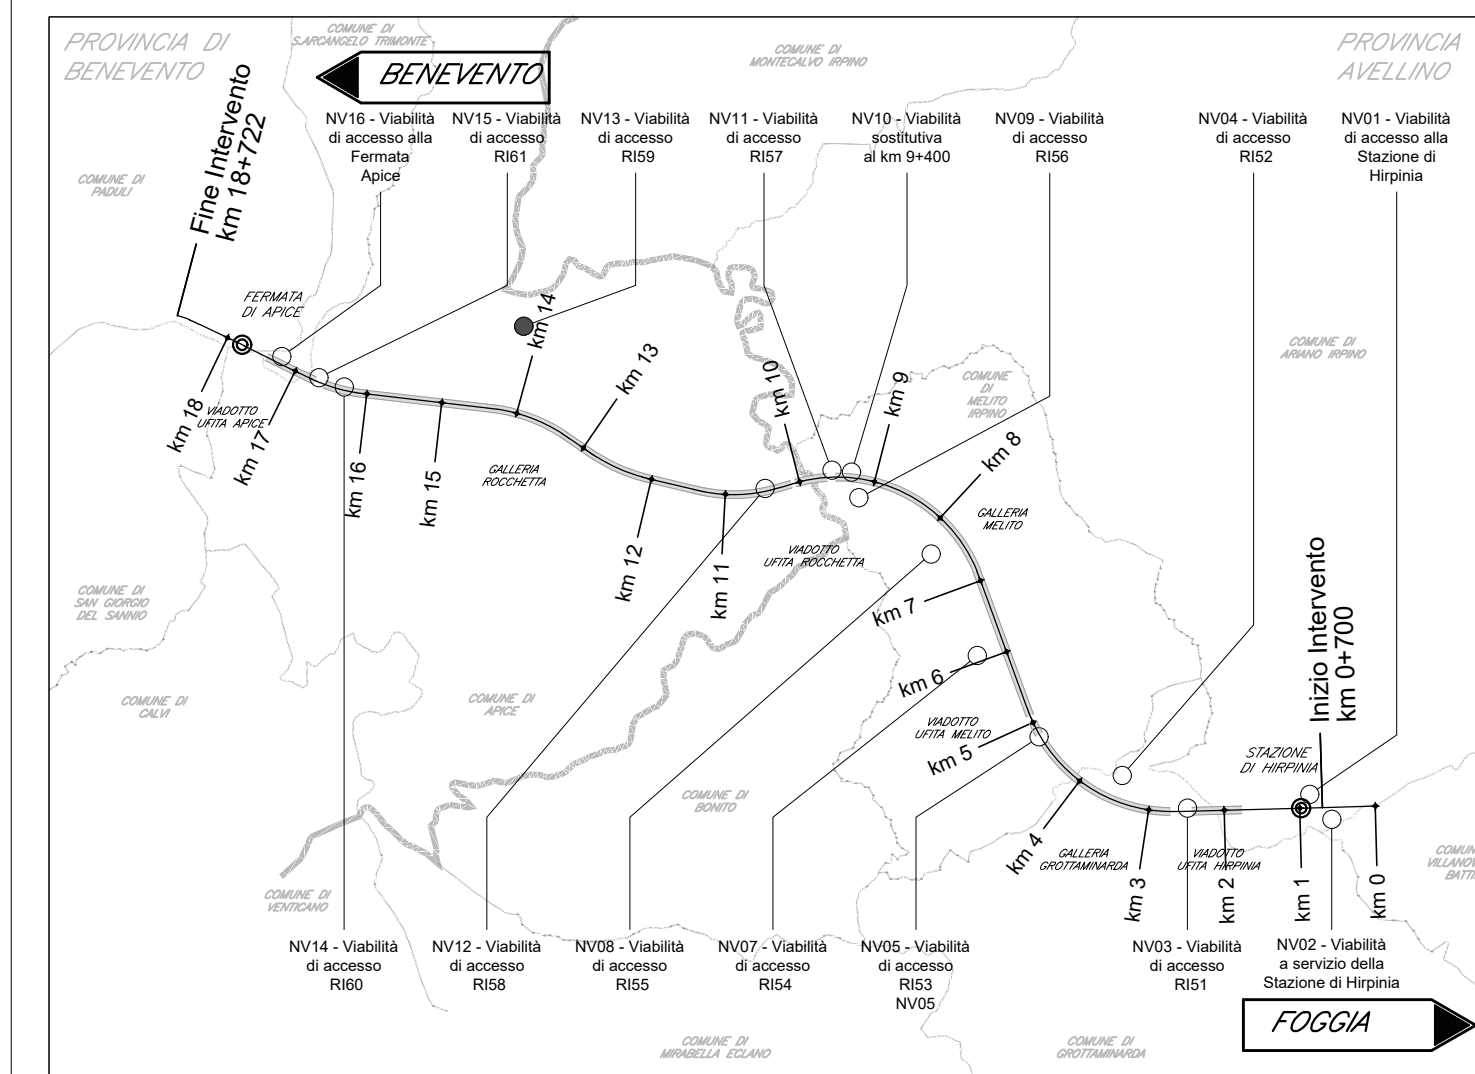 PROVINCIA DI
BENEVENTO
COMUNE DI
S.ARCANGELO TRIMONTE
BENEVENTO
COMUNE DI
MONTECALVO IRPINO
PROVINCIA
AVELLINO
NV16 - Viabilità
di accesso alla
Fermata
Apice
NV15 - Viabilità
di accesso
RI61
NV13 - Viabilità
di accesso
RI59
NV11 - Viabilità
di accesso
RI57
NV10 - Viabilità
sostitutiva
al km 9+400
NV09 - Viabilità
di accesso
RI56
NV04 - Viabilità
di accesso
RI52
NV01 - Viabilità
di accesso alla
Stazione di
Hirpinia
COMUNE DI
PADULI
Fine Intervento
km 18+722
FERMATA
DI APICE
km 18
VIADOTTO
UFITA APICE
km 17
km 16
km 15
km 14
km 13
GALLERIA
ROCCHETTA
km 12
km 11
km 10
km 9
COMUNE
DI
MELITO
IRPINO
COMUNE DI
ARIANO IRPINO
km 8
GALLERIA
MELITO
VIADOTTO
UFITA ROCCHETTA
km 7
km 6
VIADOTTO
UFITA MELITO
km 5
Inizio Intervento
km 0+700
STAZIONE
DI HIRPINIA
COMUNE DI
SAN GIORGIO
DEL SANNIO
COMUNE DI
CALVI
COMUNE DI
APICE
COMUNE DI
BONITO
km 4
GALLERIA
GROTTAMINARDA
km 3
VIADOTTO
UFITA HIRPINIA
km 2
km 1
km 0
COMUN
VILLANOV
BATT
COMUNE DI
VENTICANO
NV14 - Viabilità
di accesso
RI60
NV12 - Viabilità
di accesso
RI58
NV08 - Viabilità
di accesso
RI55
NV07 - Viabilità
di accesso
RI54
NV05 - Viabilità
di accesso
RI53
NV05
NV03 - Viabilità
di accesso
RI51
NV02 - Viabilità
a servizio della
Stazione di Hirpinia
FOGGIA
COMUNE DI
MIRABELLA ECLANO
COMUNE DI
GROTTAMINARDA